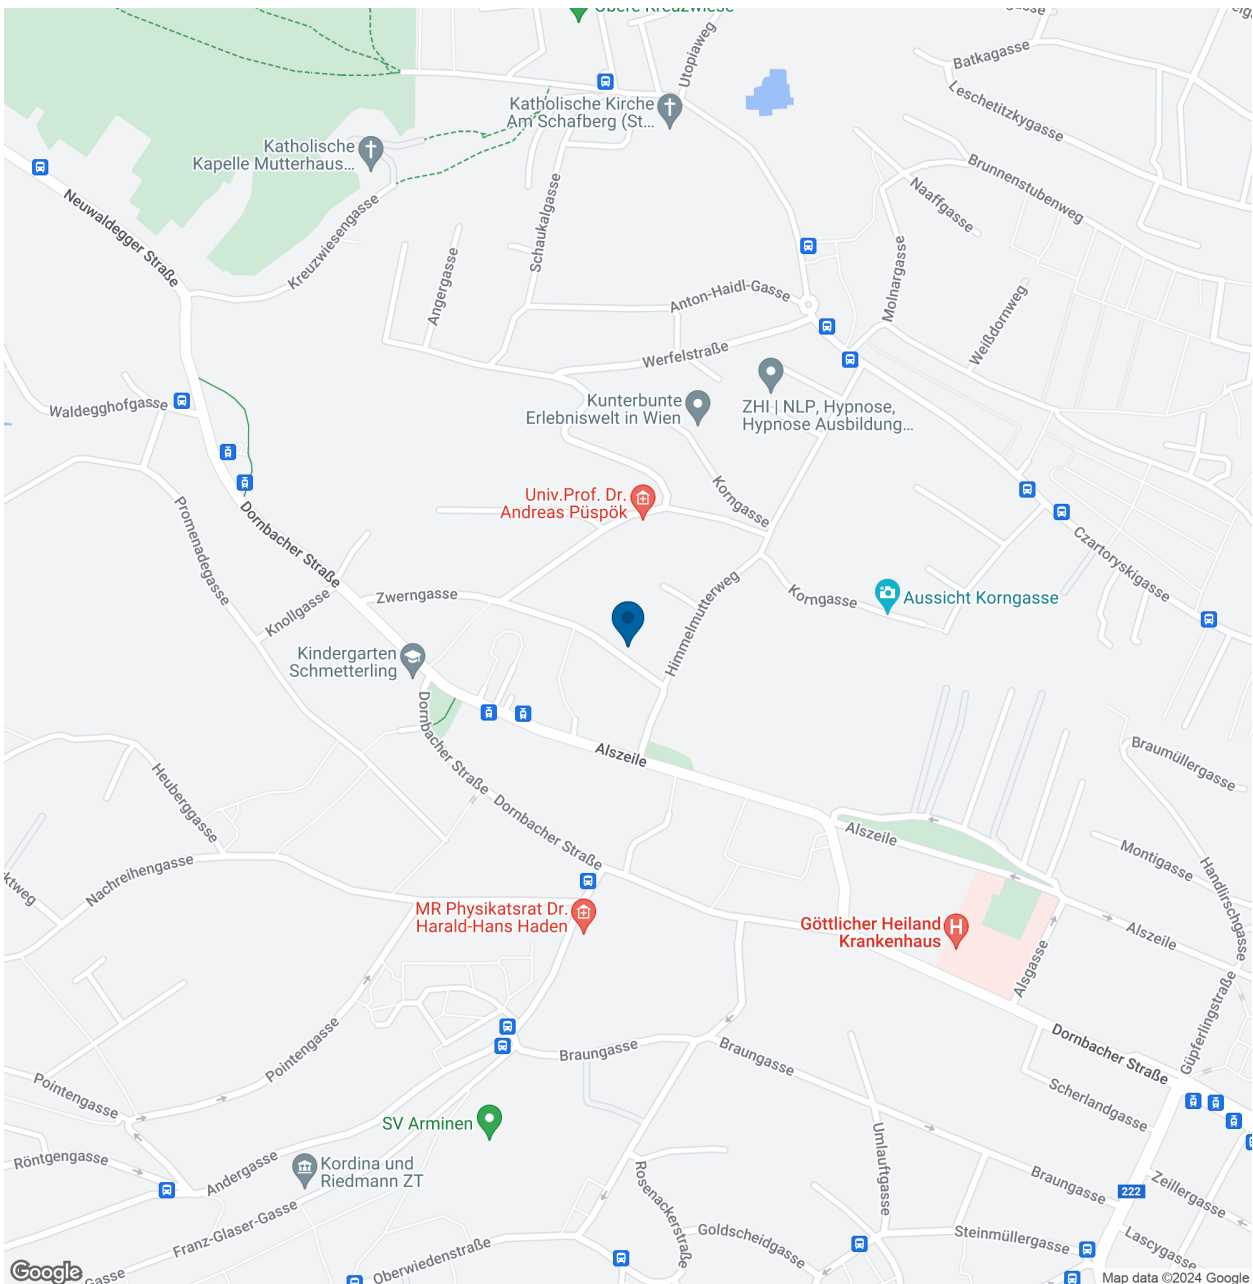 Obere Kreuzwiese
Utopiaweg
Batkagasse
Leschetitzkygasse
Katholische Kirche
Am Schafberg (St...
Katholische
Kapelle Mutterhaus...
Brunnenstubenweg
Naaffgasse
Neuwaldegger Straße
Kreuzwiesengasse
Schaukalgasse
Angergasse
Molnargasse
Anton-Haidl-Gasse
Weißdornweg
Werfelstraße
Waldegghofgasse
Kunterbunte
Erlebniswelt in Wien
ZHI | NLP, Hypnose,
Hypnose Ausbildung...
Korngasse
Univ.Prof. Dr.
Andreas Püspök
Promenadegasse
Dornbacher Straße
Czartoryskigasse
Zwerngasse
Knollgasse
Himmelmutterweg
Korngasse
Aussicht Korngasse
Kindergarten
Schmetterling
Dornbacher Straße
Alszeile
Braumüllergasse
Heuberggasse
Dornbacher Straße
Alszeile
Montigasse
Handlirschgasse
Nachreihengasse
MR Physikatsrat Dr.
Harald-Hans Haden
Göttlicher Heiland
Krankenhaus
H
Alszeile
Alsgasse
Güpferlingstraße
Pointengasse
Braungasse
Braungasse
Dornbacher Straße
Pointengasse
Scherlandgasse
SV Arminen
Umlauftgasse
Röntgengasse
Andergasse
Kordina und
Riedmann ZT
Rosenackerstraße
Braungasse
222
Zeillergasse
Franz-Glaser-Gasse
Goldscheidgasse
Steinmüllergasse
Lascygasse
Oberwiedenstraße
Gasse
Google
Map data ©2024 Google